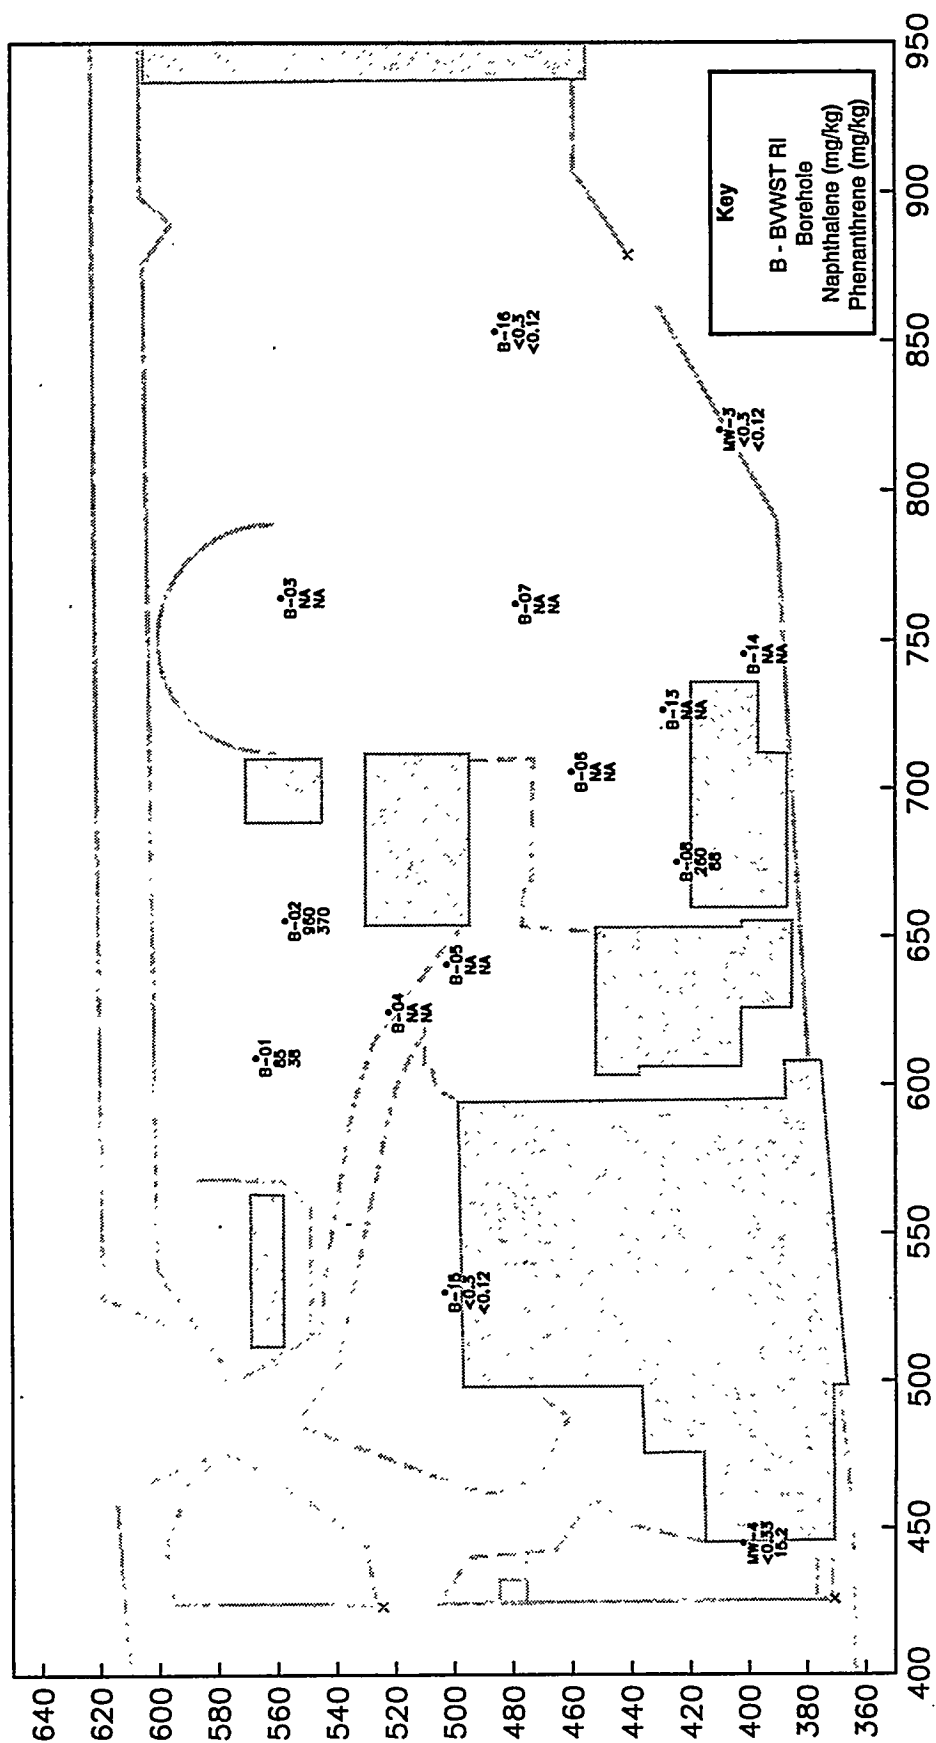 640
620
600
580
560
540
520
500
480
460
440
420
400
380
360
400
450
500
550
600
650
700
750
800
850
900
950
Key
B - BVWST RI
Borehole
Naphthalene (mg/kg)
Phenanthrene (mg/kg)
B-01
85
38
B-02
960
370
B-03
NA
NA
B-04
NA
NA
B-05
NA
NA
B-06
NA
NA
B-07
NA
NA
B-08
260
88
B-13
NA
NA
B-14
NA
NA
B-15
<0.3
<0.12
B-16
<0.3
<0.12
MW-3
<0.3
<0.12
MW-4
<0.33
15.2